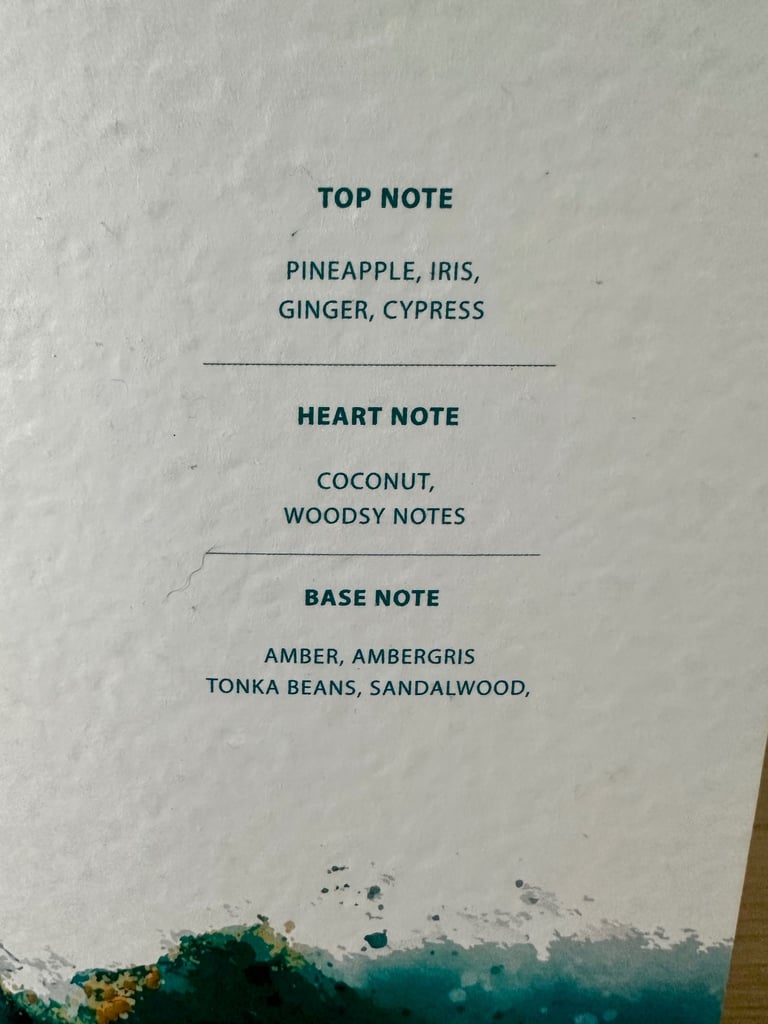 TOP NOTE
PINEAPPLE, IRIS,
GINGER, CYPRESS
HEART NOTE
COCONUT,
WOODSY NOTES
BASE NOTE
AMBER, AMBERGRIS
TONKA BEANS, SANDALWOOD,